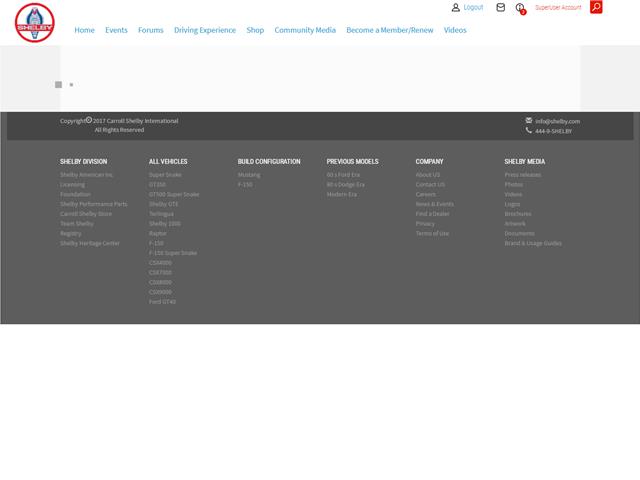 SHELBY
Logout
2
SuperUser Account
Home Events Forums Driving Experience Shop Community Media Become a Member/Renew Videos
Copyright © 2017 Carroll Shelby International
All Rights Reserved
info@shelby.com
444-9-SHELBY
SHELBY DIVISION
Shelby American Inc
Licensing
Foundation
Shelby Performance Parts
Carroll Shelby Store
Team Shelby
Registry
Shelby Heritage Center
ALL VEHICLES
Super Snake
GT350
GT500 Super Snake
Shelby GTE
Terlingua
Shelby 1000
Raptor
F-150
F-150 Super Snake
CSX4000
CSX7000
CSX8000
CSX9000
Ford GT40
BUILD CONFIGURATION
Mustang
F-150
PREVIOUS MODELS
60 s Ford Era
80 s Dodge Era
Modern Era
COMPANY
About US
Contact US
Careers
News & Events
Find a Dealer
Privacy
Terms of Use
SHELBY MEDIA
Press releases
Photos
Videos
Logos
Brochures
Artwork
Documents
Brand & Usage Guides